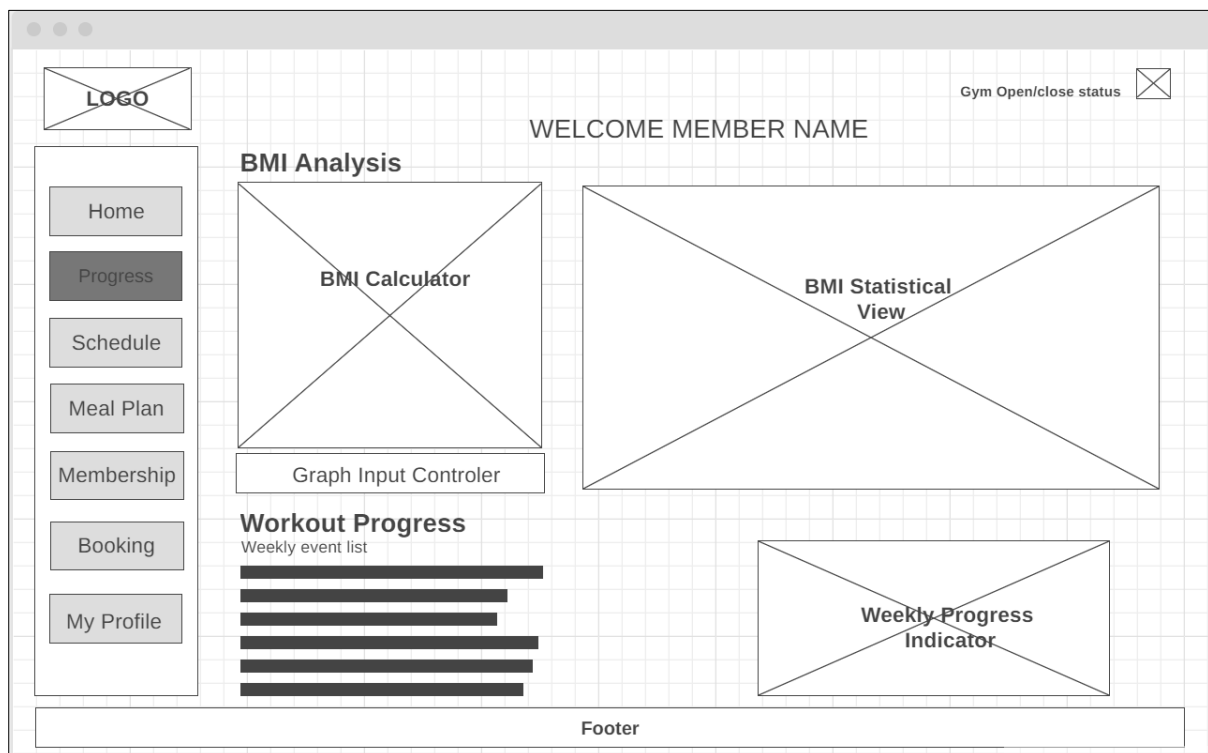 LOGO
Gym Open/close status
WELCOME MEMBER NAME
Home
Progress
Schedule
Meal Plan
Membership
Booking
My Profile
BMI Analysis
BMI Calculator
Graph Input Controler
BMI Statistical
View
Workout Progress
Weekly event list
Weekly Progress
Indicator
Footer